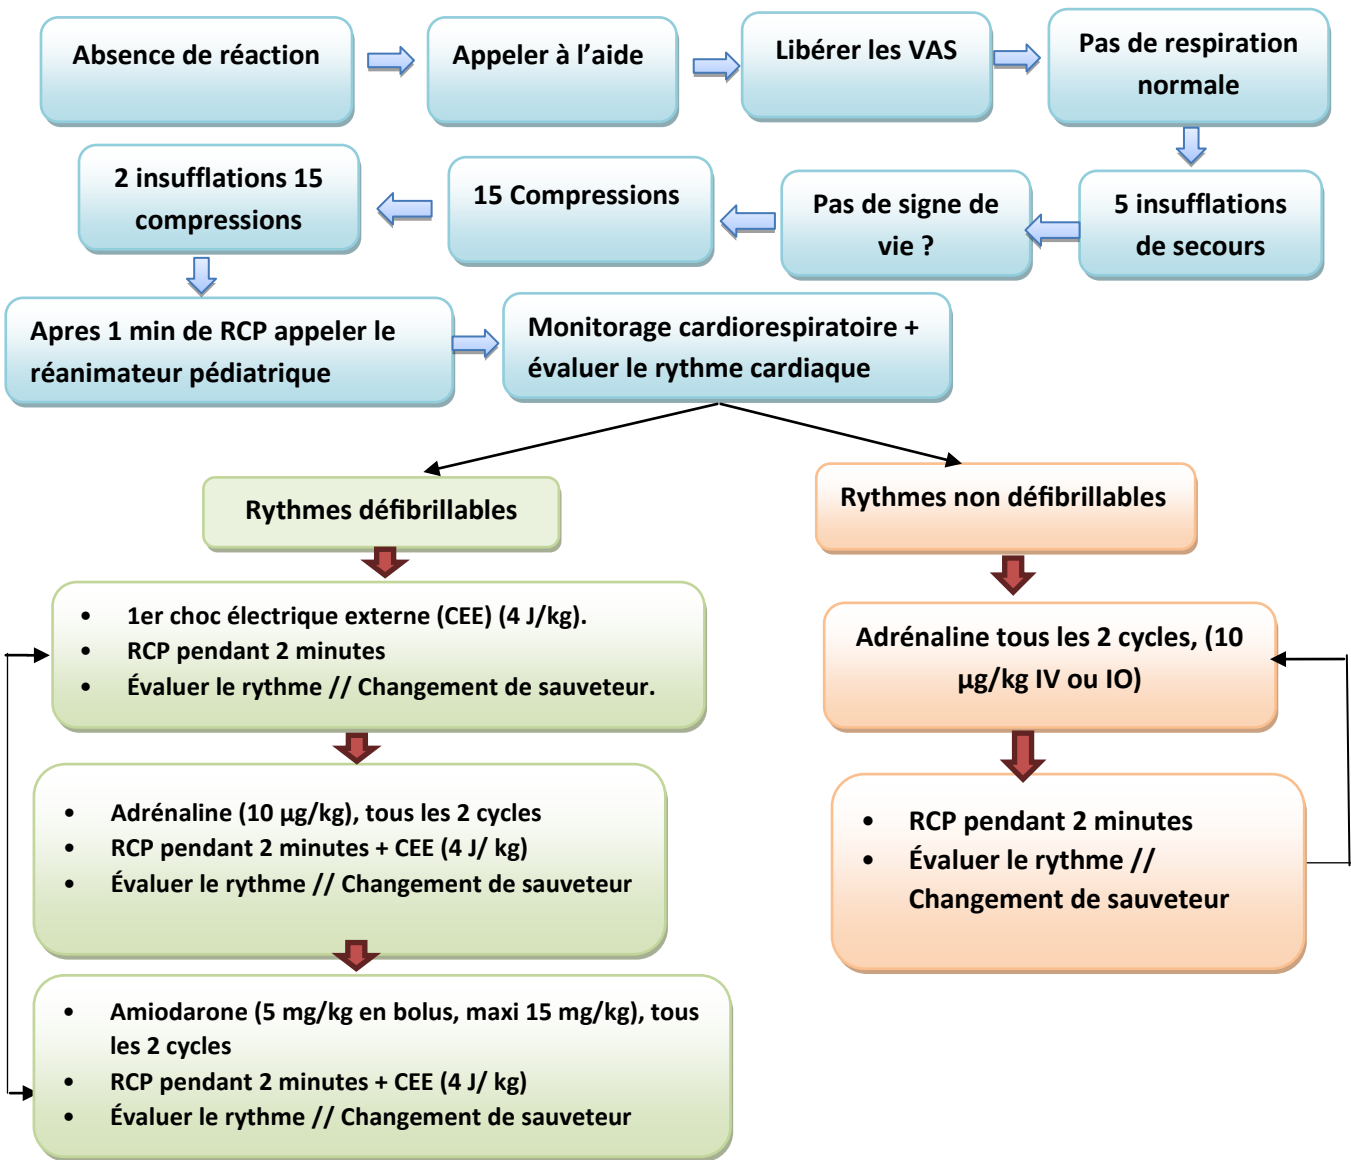 Absence de réaction
Appeler à l’aide
Libérer les VAS
Pas de respiration
normale
5 insufflations
de secours
Pas de signe de
vie ?
15 Compressions
2 insufflations 15
compressions
Apres 1 min de RCP appeler le
réanimateur pédiatrique
Monitorage cardiorespiratoire +
évaluer le rythme cardiaque
Rythmes défibrillables
• 1er choc électrique externe (CEE) (4 J/kg).
• RCP pendant 2 minutes
• Évaluer le rythme // Changement de sauveteur.
• Adrénaline (10 µg/kg), tous les 2 cycles
• RCP pendant 2 minutes + CEE (4 J/ kg)
• Évaluer le rythme // Changement de sauveteur
• Amiodarone (5 mg/kg en bolus, maxi 15 mg/kg), tous
les 2 cycles
• RCP pendant 2 minutes + CEE (4 J/ kg)
• Évaluer le rythme // Changement de sauveteur
Rythmes non défibrillables
Adrénaline tous les 2 cycles, (10
µg/kg IV ou IO)
• RCP pendant 2 minutes
• Évaluer le rythme //
Changement de sauveteur